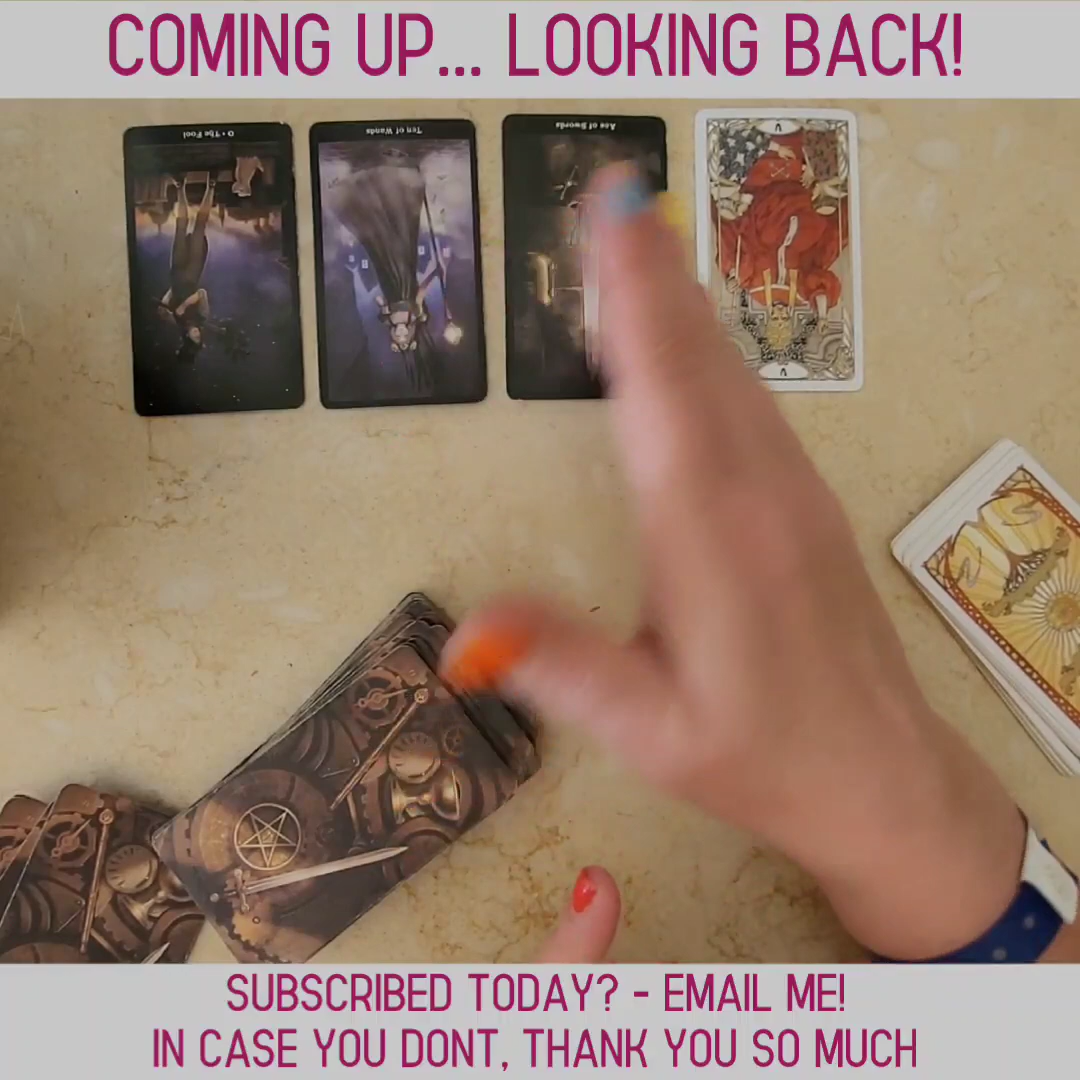 COMING UP... LOOKING BACK!
0 • The Fool
Ten of Wands
Ace of Swords
V
V
SUBSCRIBED TODAY? - EMAIL ME!
IN CASE YOU DONT, THANK YOU SO MUCH